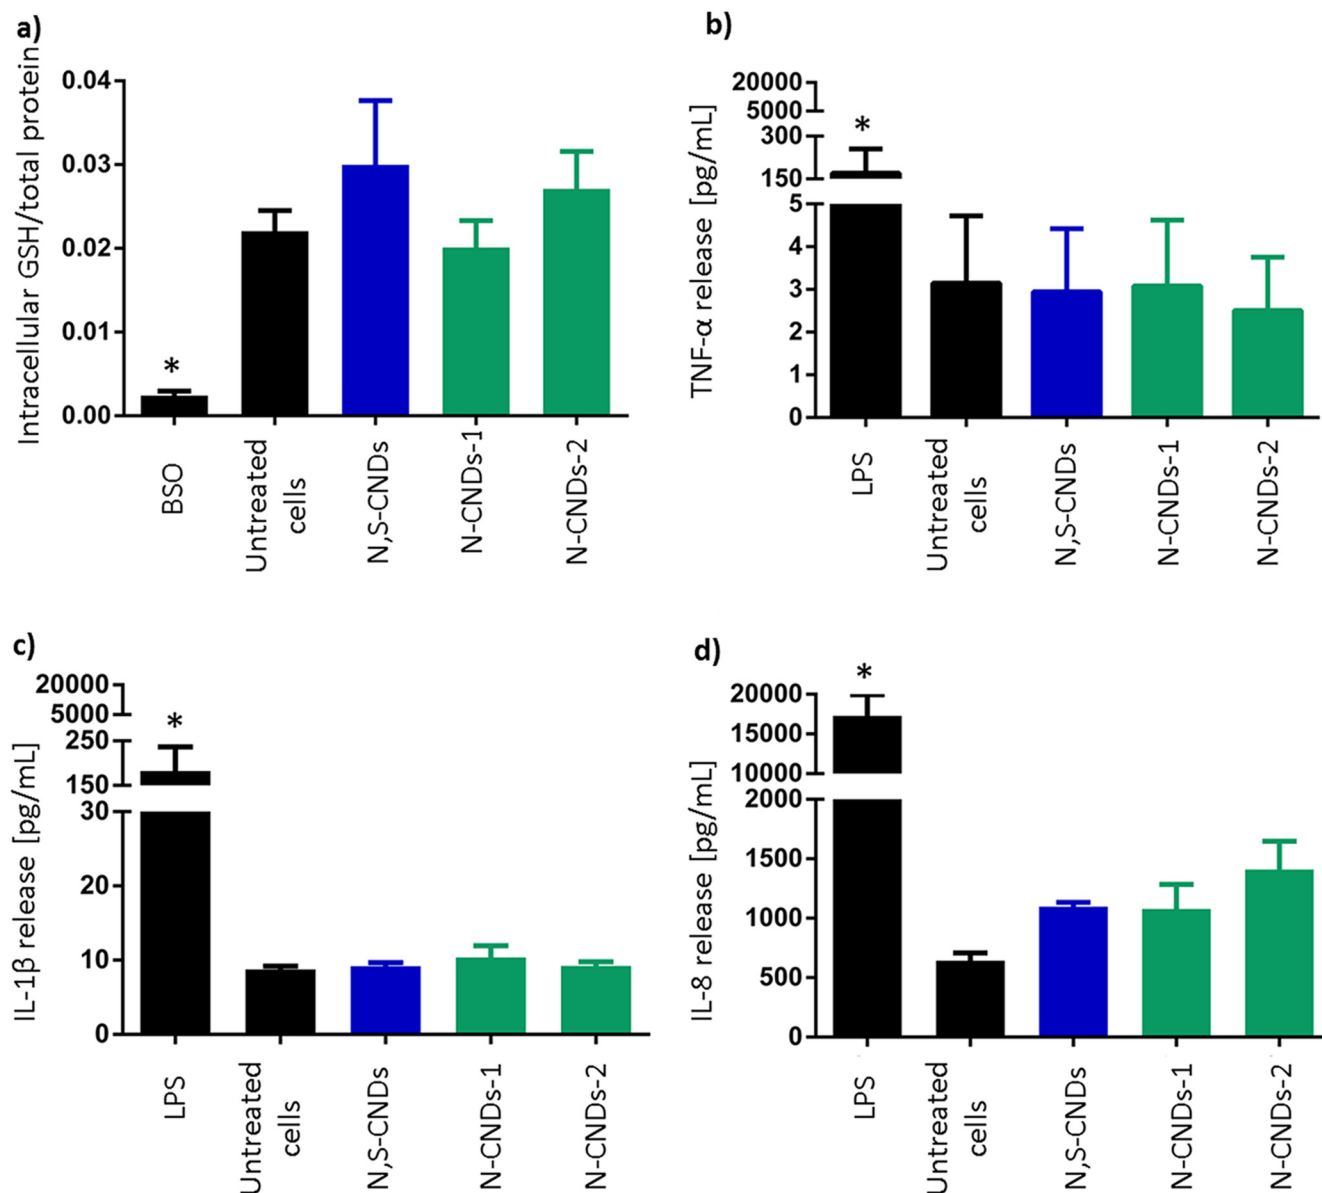 a)
Intracellular GSH/total protein
0.04
0.03
0.02
0.01
0.00
*
BSO
Untreated
cells
N,S-CNDs
N-CNDs-1
N-CNDs-2
b)
TNF-α release [pg/mL]
20000
5000
300
150
5
4
3
2
1
0
*
LPS
Untreated
cells
N,S-CNDs
N-CNDs-1
N-CNDs-2
c)
IL-1β release [pg/mL]
20000
5000
250
150
30
20
10
0
*
LPS
Untreated
cells
N,S-CNDs
N-CNDs-1
N-CNDs-2
d)
IL-8 release [pg/mL]
20000
15000
10000
2000
1500
1000
500
0
*
LPS
Untreated
cells
N,S-CNDs
N-CNDs-1
N-CNDs-2